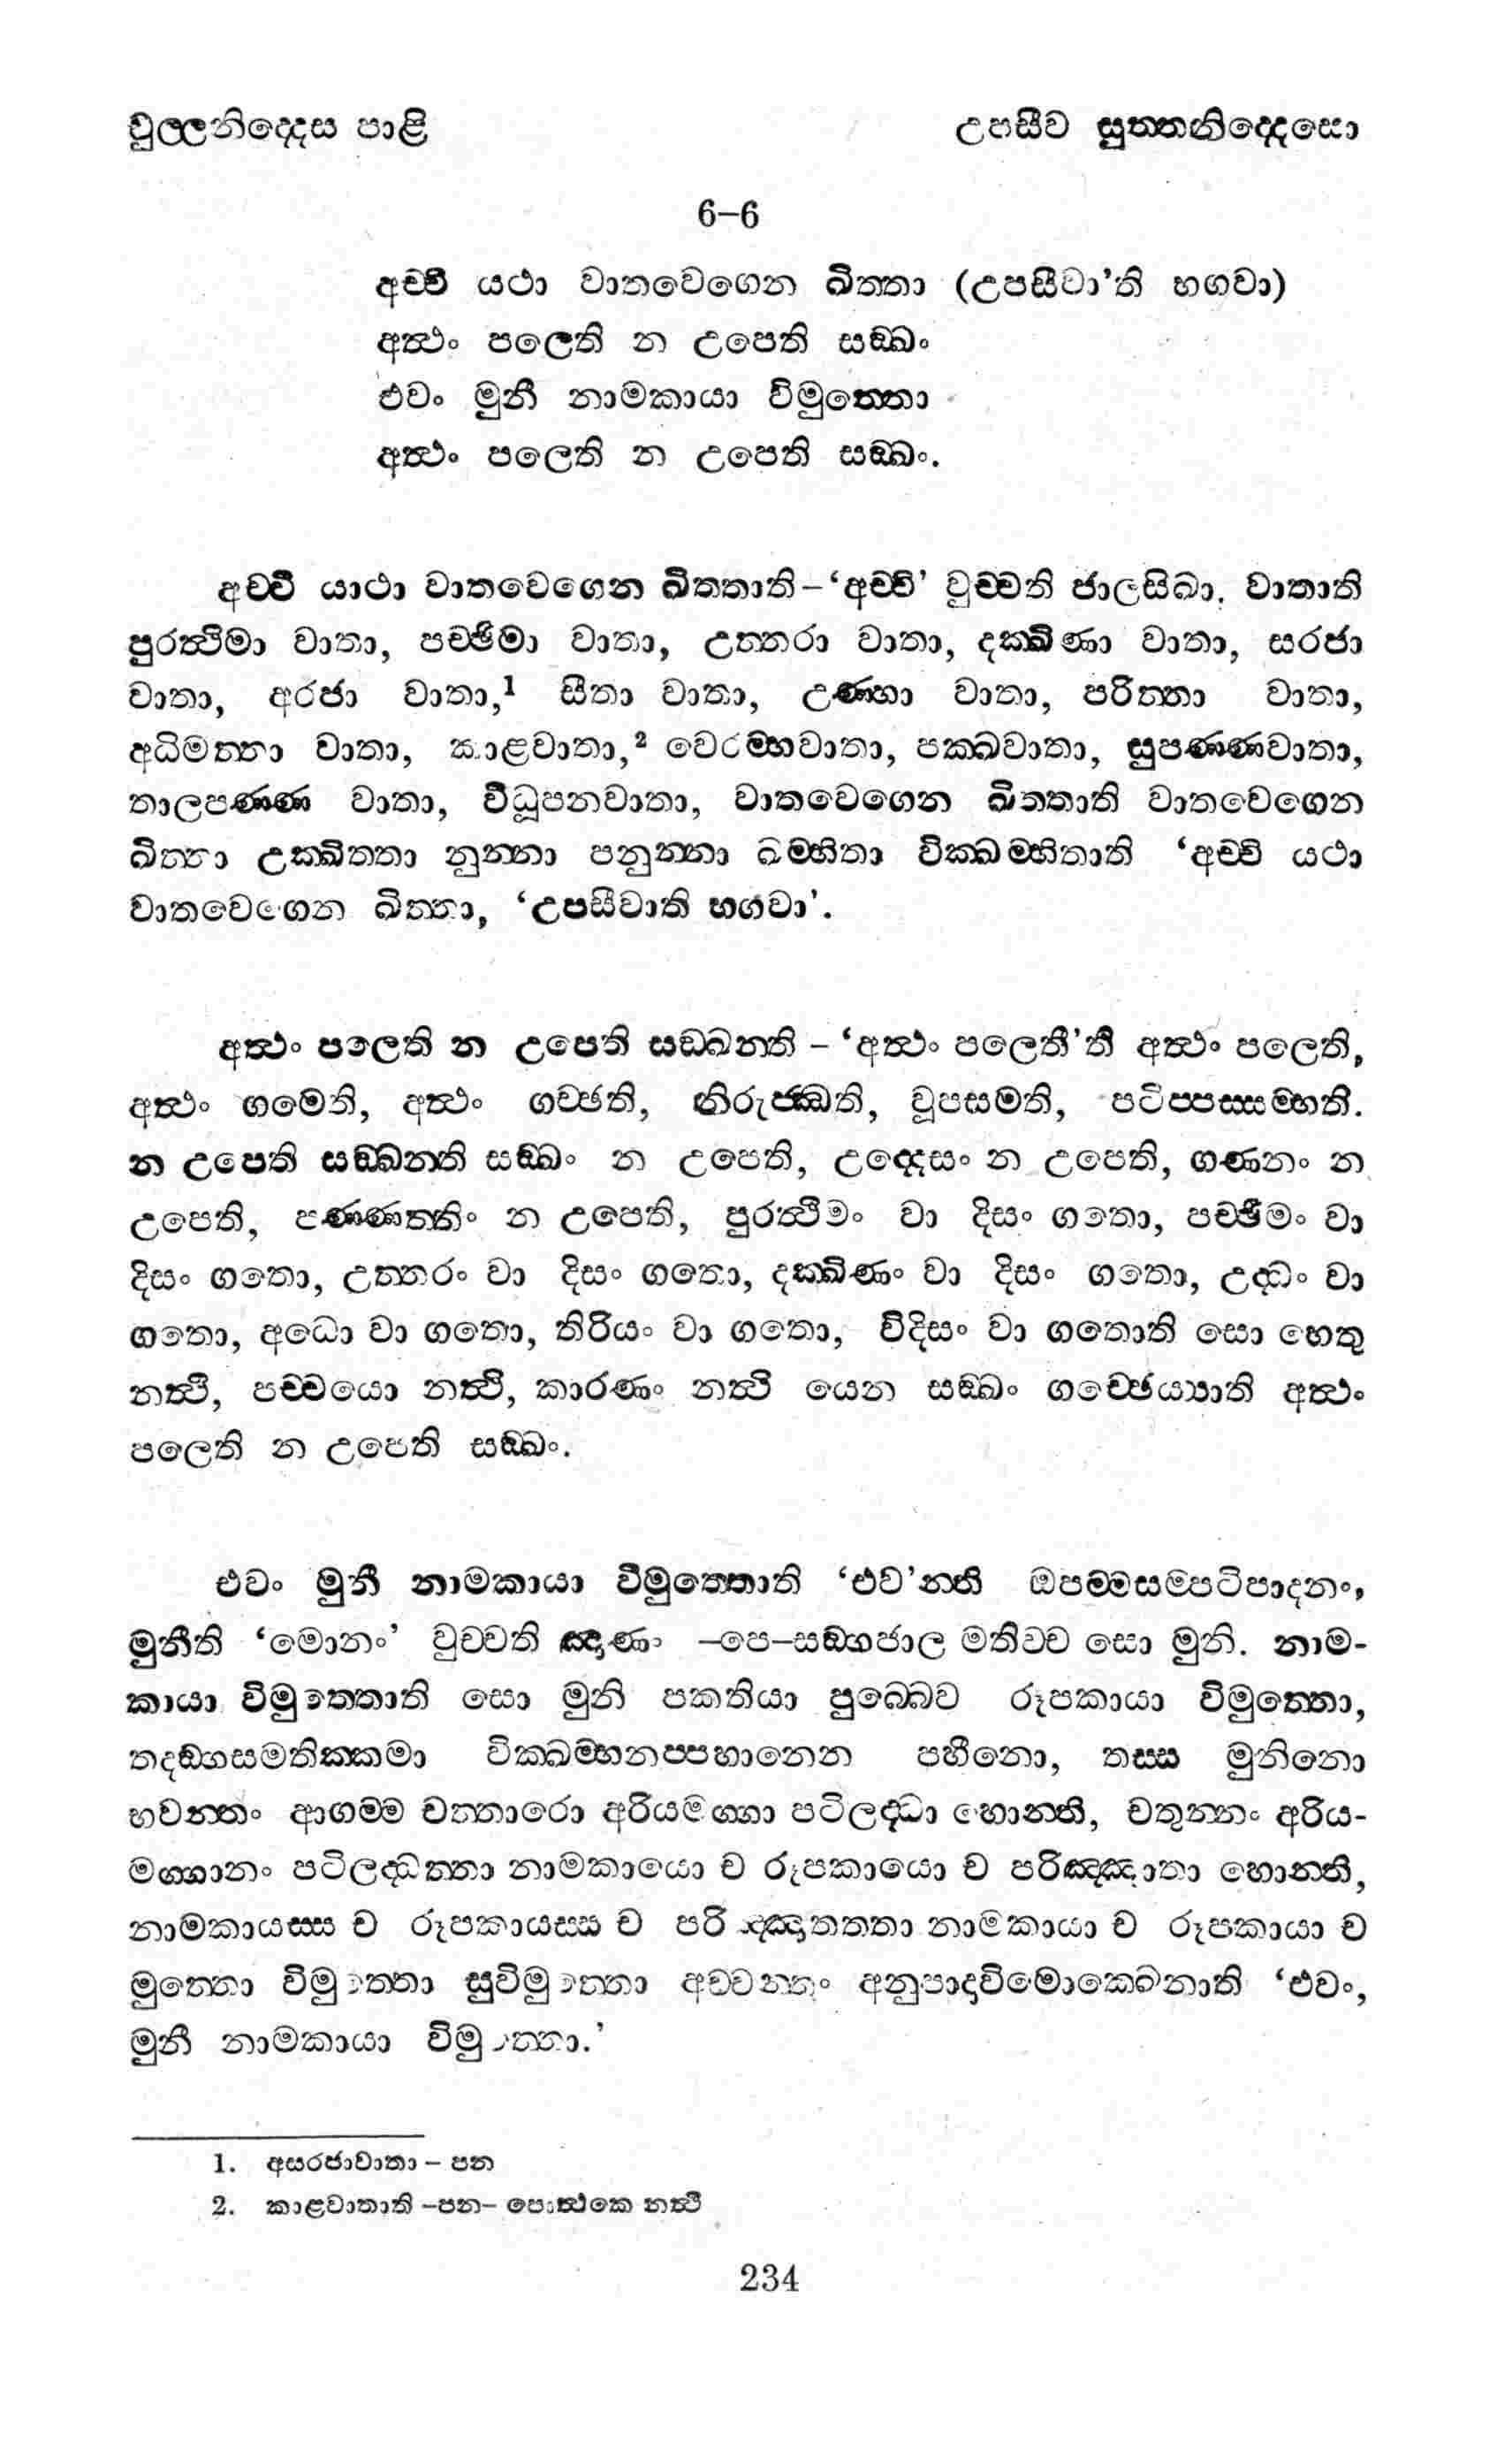 චුල්ලනිද්දෙස පාළි
උපසීව සුත්තනිද්දෙසො
6–6
අච්චි යථා වාතවෙගෙන ඛිත්තා (උපසීවා’ති භගවා)
අත්ථං පලෙති න උපෙති සඞ්ඛං
එවං මුනී නාමකායා විමුත්තො
අත්ථං පලෙති න උපෙති සඞ්ඛං.
අච්චි යාථා වාතවෙගෙන ඛිත්තාති–‘අච්චි’ වුච්චති ජාලසිඛා. වාතාති
පුරත්ථිමා වාතා, පච්ඡිමා වාතා, උත්තරා වාතා, දක්ඛිණා වාතා, සරජා
වාතා, අරජා වාතා,1 සීතා වාතා, උණ්හා වාතා, පරිත්තා වාතා,
අධිමත්තා වාතා, කාළවාතා,2 වෙරම්භවාතා, පක්ඛවාතා, සුපණ්ණවාතා,
තාලපණ්ණ වාතා, විධූපනවාතා, වාතවෙගෙන ඛිත්තාති වාතවෙගෙන
ඛිත්තා උක්ඛිත්තා නුන්නා පනුන්නා ඛම්භිතා වික්ඛම්භිතාති ‘අච්චි යථා
වාතවෙගෙන ඛිත්තා, ‘උපසීවාති භගවා’.
අත්ථං පලෙති න උපෙති සඞ්ඛන්ති – ‘අත්ථං පලෙතී’ති අත්ථං පලෙති,
අත්ථං ගමෙති, අත්ථං ගච්ඡති, නිරුජ්ඣති, වූපසමති, පටිප්පස්සම්භති.
න උපෙති සඞ්ඛන්ති සඞ්ඛං න උපෙති, උද්දෙසං න උපෙති, ගණනං න
උපෙති, පණ්ණත්තිං න උපෙති, පුරත්ථිමං වා දිසං ගතො, පච්ඡිමං වා
දිසං ගතො, උත්තරං වා දිසං ගතො, දක්ඛිණං වා දිසං ගතො, උද්ධං වා
ගතො, අධො වා ගතො, තිරියං වා ගතො, විදිසං වා ගතොති සො හෙතු
නත්ථි, පච්චයො නත්ථි, කාරණං නත්ථි යෙන සඞ්ඛං ගච්ඡෙය්‍යාති අත්ථං
පලෙති න උපෙති සඞ්ඛං.
එවං මුනී නාමකායා විමුත්තොති ‘එව’න්ති ඔපම්මසම්පටිපාදනං,
මුනීති ‘මොනං’ වුච්චති ඤාණං –පෙ–සඞ්ගජාල මතිච්ච සො මුනි. නාම-
කායා විමුත්තොති සො මුනි පකතියා පුබ්බෙව රූපකායා විමුත්තො,
තදඞ්ගසමතික්කමා වික්ඛම්භනප්පහානෙන පහීනො, තස්ස මුනිනො
භවන්තං ආගම්ම චත්තාරො අරියමග්ගා පටිලද්ධා හොන්ති, චතුන්නං අරිය-
මග්ගානං පටිලද්ධත්තා නාමකායො ච රූපකායො ච පරිඤ්ඤාතා හොන්ති,
නාමකායස්ස ච රූපකායස්ස ච පරිඤ්ඤාතත්තා නාමකායා ච රූපකායා ච
මුත්තො විමුත්තො සුවිමුත්තො අච්චන්තං අනුපාදාවිමොක්ඛෙනාති ‘එවං,
මුනී නාමකායා විමුත්තො.’
1. අසරජාවාතා – පන
2. කාළවාතාති –පන– පොත්ථකෙ නත්ථි
234